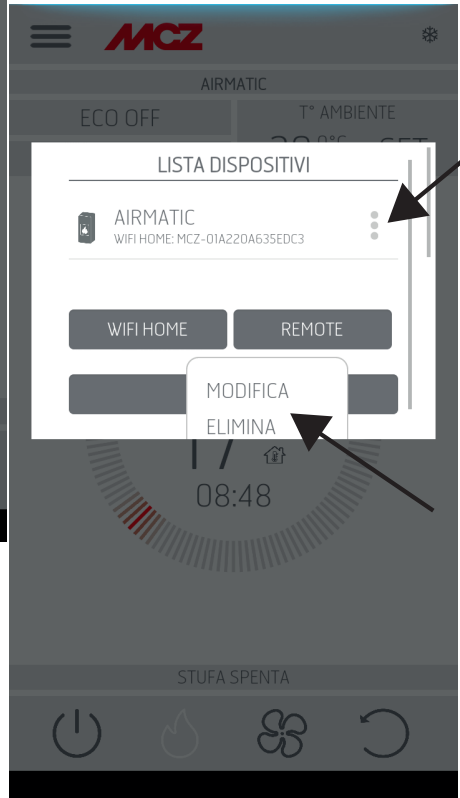 MCZ
AIRMATIC
ECO OFF
T° AMBIENTE
SET
LISTA DISPOSITIVI
AIRMATIC
WIFI HOME: MCZ-01A220A635EDC3
WIFI HOME
REMOTE
MODIFICA
ELIMINA
17
08:48
STUFA SPENTA